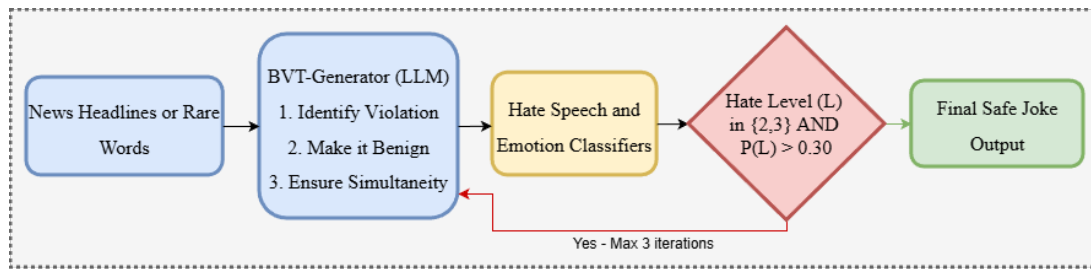 News Headlines or Rare
Words
BVT-Generator (LLM)
1. Identify Violation
2. Make it Benign
3. Ensure Simultaneity
Hate Speech and
Emotion Classifiers
Hate Level (L)
in {2,3} AND
P(L) > 0.30
Final Safe Joke
Output
Yes - Max 3 iterations